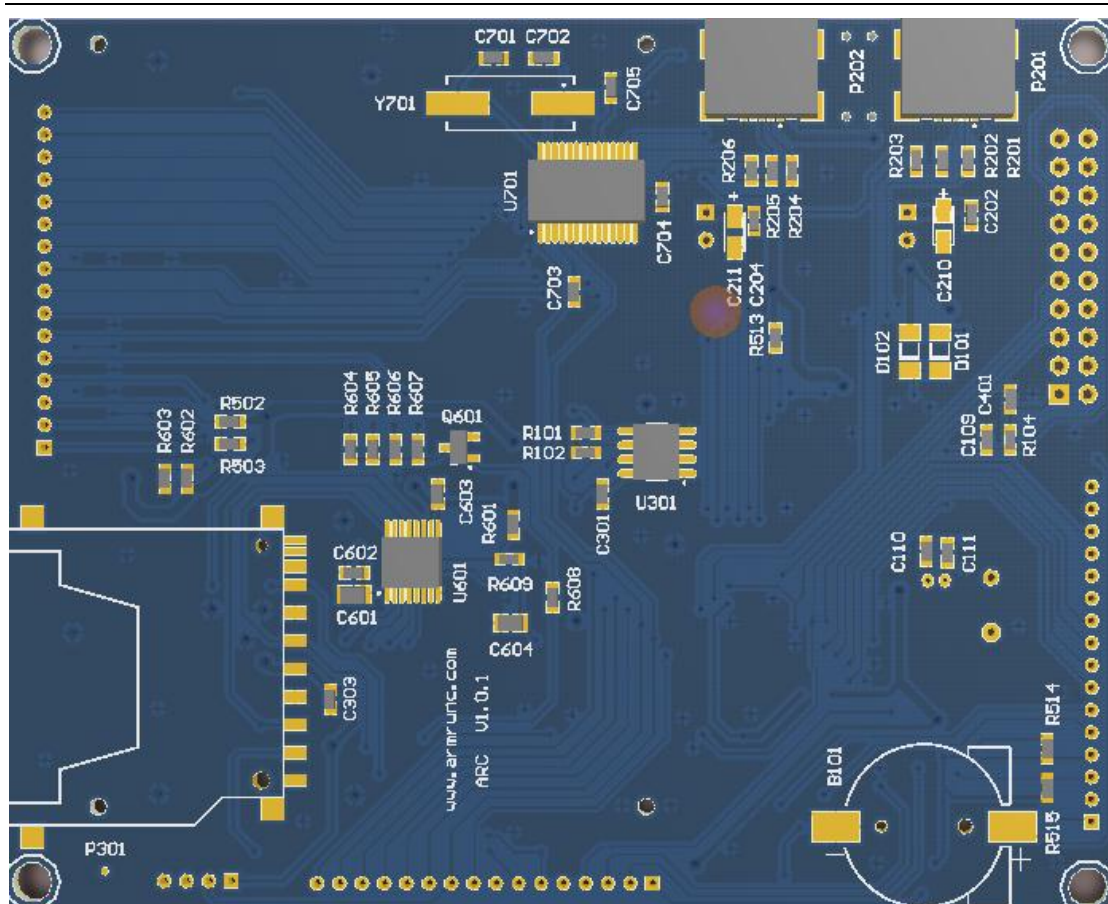 C701 C702
C705
Y701
P202
P201
U701
C704
C703
R206
R205
R204
C211
C204
R203
R202
R201
C202
C210
R513
D102
D101
C401
C109
R104
R604
R605
R606
R607
Q601
R502
R503
R603
R602
R101
R102
U301
C301
C603
R601
C602
C601
U601
R609
R608
C604
C110
C111
C303
www.armrunc.com
ARC V1.0.1
R514
R515
B101
P301